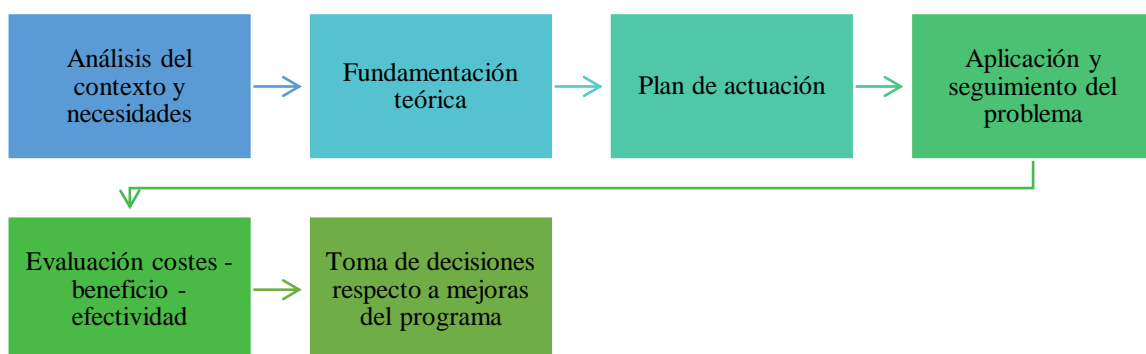 Análisis del
contexto y
necesidades
Fundamentación
teórica
Plan de actuación
Aplicación y
seguimiento del
problema
Evaluación costes -
beneficio -
efectividad
Toma de decisiones
respecto a mejoras
del programa